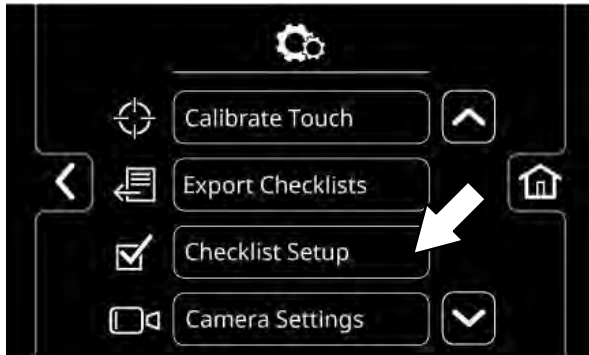 Calibrate Touch
Export Checklists
Checklist Setup
Camera Settings